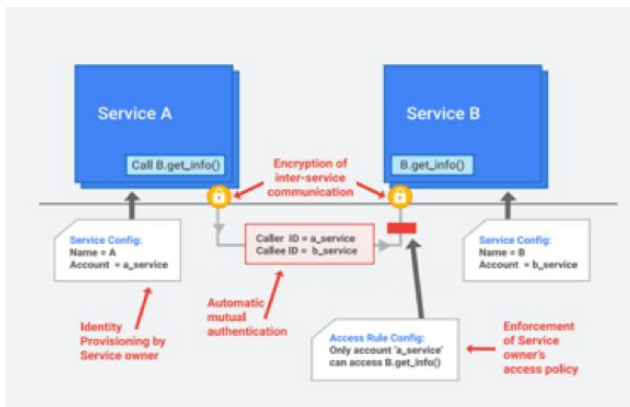 Service A
Service B
Call B.get_info()
B.get_info()
Encryption of
inter-service
communication
Service Config:
Name = A
Account = a_service
Caller ID = a_service
Callee ID = b_service
Service Config:
Name = B
Account = b_service
Identity
Provisioning by
Service owner
Automatic
mutual
authentication
Access Rule Config:
Only account 'a_service'
can access B.get_info()
Enforcement
of Service
owner's
access policy